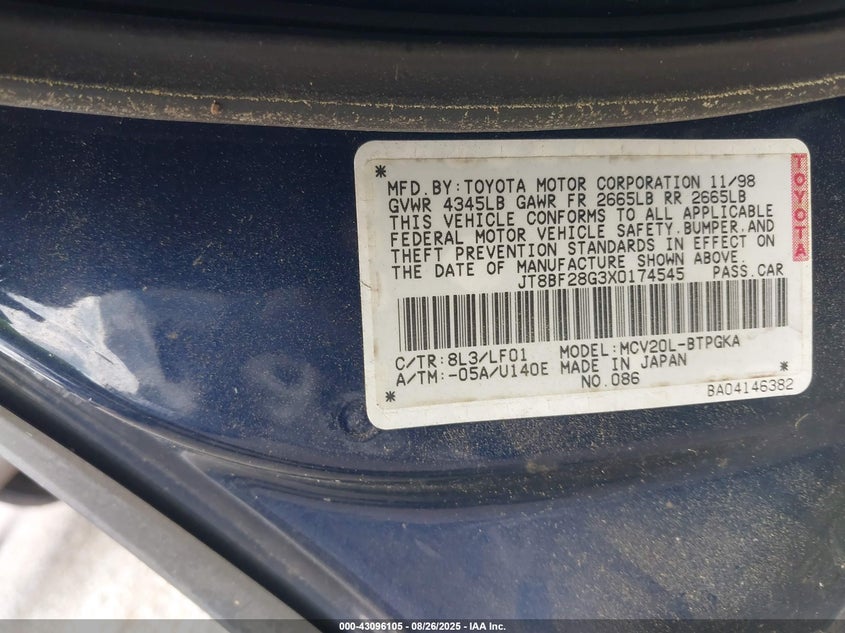 *
MFD.BY:TOYOTA MOTOR CORPORATION 11/98
GVWR 4345LB GAWR FR 2665LB RR 2665LB
THIS VEHICLE CONFORMS TO ALL APPLICABLE
FEDERAL MOTOR VEHICLE SAFETY,BUMPER,AND
THEFT PREVENTION STANDARDS IN EFFECT ON
THE DATE OF MANUFACTURE SHOWN ABOVE.
JT8BF28G3X0174545 PASS.CAR
C/TR:8L3/LF01 MODEL:MCV20L-BTPGKA
A/TM:-05A/U140E MADE IN JAPAN
*
NO.086
BA04146382
*
TOYOTA
000-43096105 - 08/26/2025 - IAA Inc.